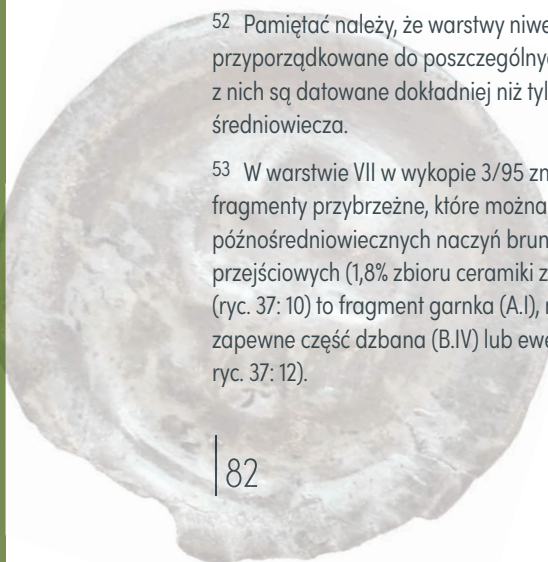 52 Pamiętać należy, że warstwy niwe
przyporządkowane do poszczególny
z nich są datowane dokładniej niż tyl
średniowiecza.
53 W warstwie VII w wykopie 3/95 zn
fragmenty przybrzeżne, które można
późnośredniowiecznych naczyń brun
przejściowych (1,8% zbioru ceramiki z
(ryc. 37: 10) to fragment garnka (A.I), r
zapewne część dzbana (B.IV) lub ewe
ryc. 37: 12).
82